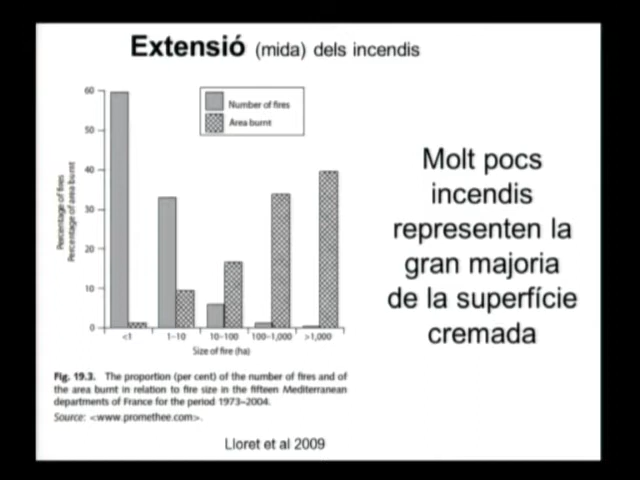 Extensió (mida) dels incendis
60
50
40
30
20
10
0
Percentage of fires
Percentage of area burst
Number of fires
Area burnt
<1
1–10
10–100
100–1,000
>1,000
Size of fire (ha)
Molt pocs
incendis
representen la
gran majoria
de la superfície
cremada
Fig. 19.3. The proportion (per cent) of the number of fires and of
the area burnt in relation to fire size in the fifteen Mediterranean
departments of France for the period 1973–2004.
Source: <www.promethee.com>.
Lloret et al 2009